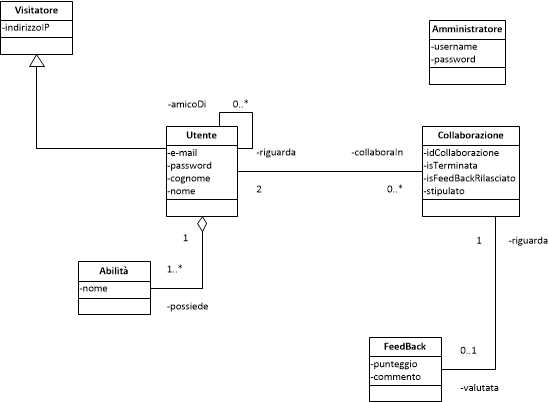 Visitatore
-indirizzoIP
Amministratore
-username
-password
-amicoDi
0..*
Utente
-e-mail
-password
-cognome
-nome
-riguarda
2
-collaboraIn
0..*
Collaborazione
-idCollaborazione
-isTerminata
-isFeedBackRilasciato
-stipulato
1
1..*
Abilità
-nome
-possiede
1
-riguarda
0..1
FeedBack
-punteggio
-commento
-valutata